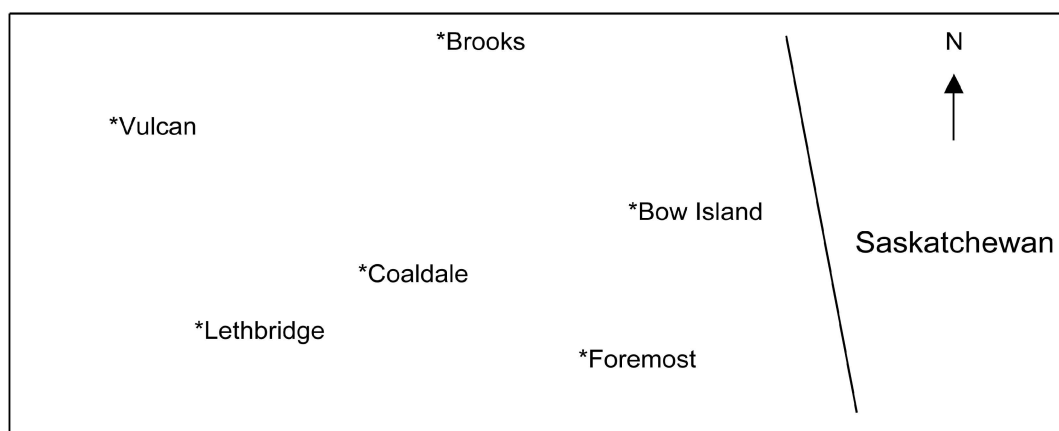 *Brooks
N
*Vulcan
*Bow Island
Saskatchewan
*Coaldale
*Lethbridge
*Foremost